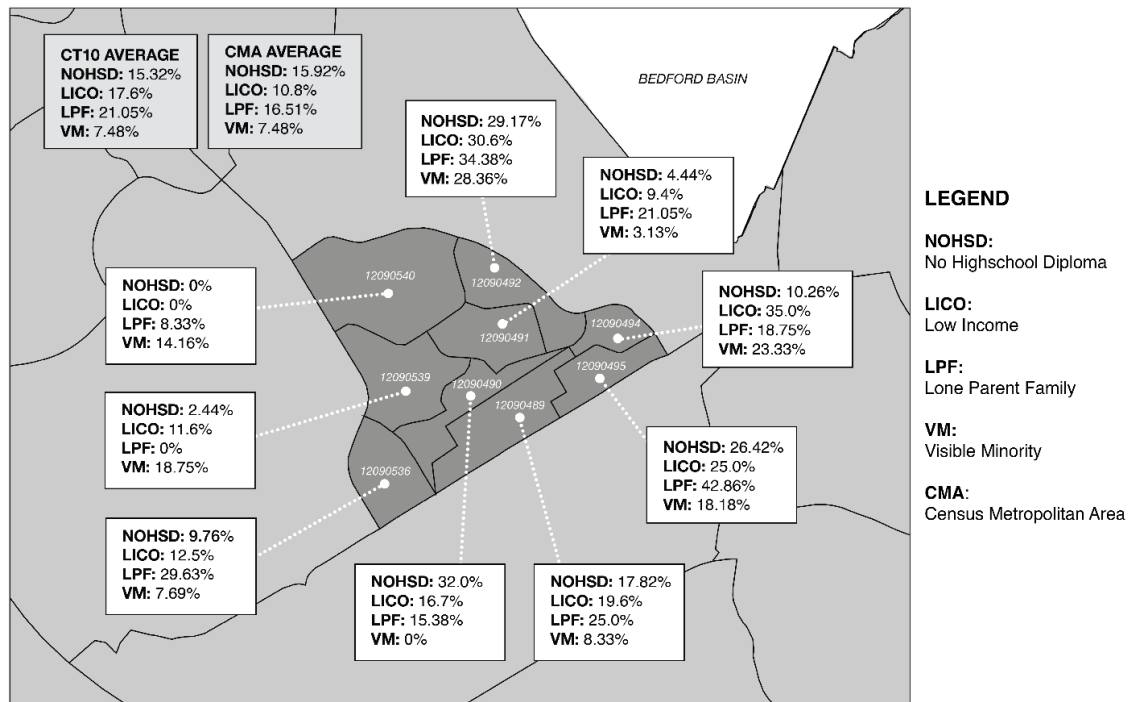 CT10 AVERAGE
NOHSD: 15.32%
LICO: 17.6%
LPF: 21.05%
VM: 7.48%
CMA AVERAGE
NOHSD: 15.92%
LICO: 10.8%
LPF: 16.51%
VM: 7.48%
BEDFORD BASIN
NOHSD: 29.17%
LICO: 30.6%
LPF: 34.38%
VM: 28.36%
NOHSD: 4.44%
LICO: 9.4%
LPF: 21.05%
VM: 3.13%
NOHSD: 0%
LICO: 0%
LPF: 8.33%
VM: 14.16%
12090540
12090492
12090491
12090494
NOHSD: 10.26%
LICO: 35.0%
LPF: 18.75%
VM: 23.33%
12090495
12090539
12090490
12090489
NOHSD: 2.44%
LICO: 11.6%
LPF: 0%
VM: 18.75%
NOHSD: 26.42%
LICO: 25.0%
LPF: 42.86%
VM: 18.18%
12090536
NOHSD: 9.76%
LICO: 12.5%
LPF: 29.63%
VM: 7.69%
NOHSD: 32.0%
LICO: 16.7%
LPF: 15.38%
VM: 0%
NOHSD: 17.82%
LICO: 19.6%
LPF: 25.0%
VM: 8.33%
LEGEND
NOHSD:
No Highschool Diploma
LICO:
Low Income
LPF:
Lone Parent Family
VM:
Visible Minority
CMA:
Census Metropolitan Area